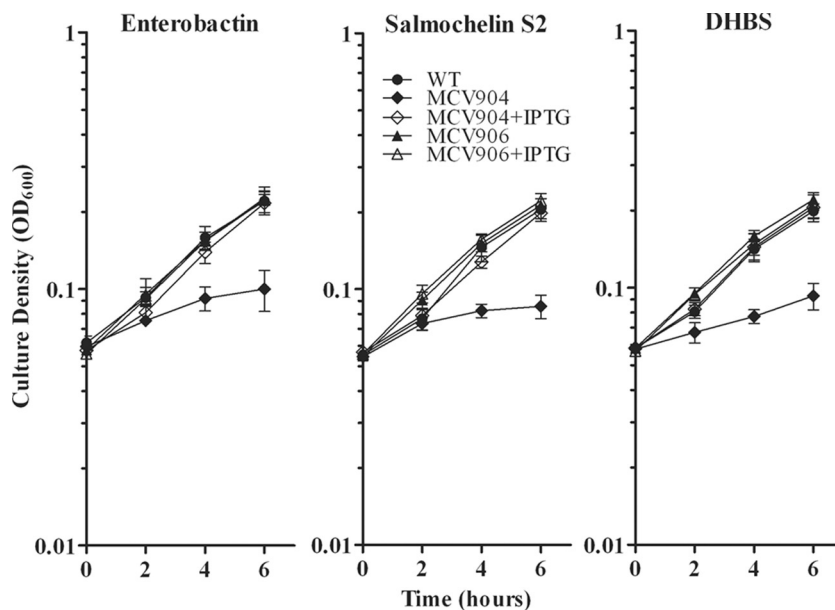 Enterobactin
Salmochelin S2
DHBS
WT
MCV904
MCV904+IPTG
MCV906
MCV906+IPTG
Culture Density (OD600)
1
0.1
0.01
0 2 4 6
1
0.1
0.01
0 2 4 6
1
0.1
0.01
0 2 4 6
Time (hours)